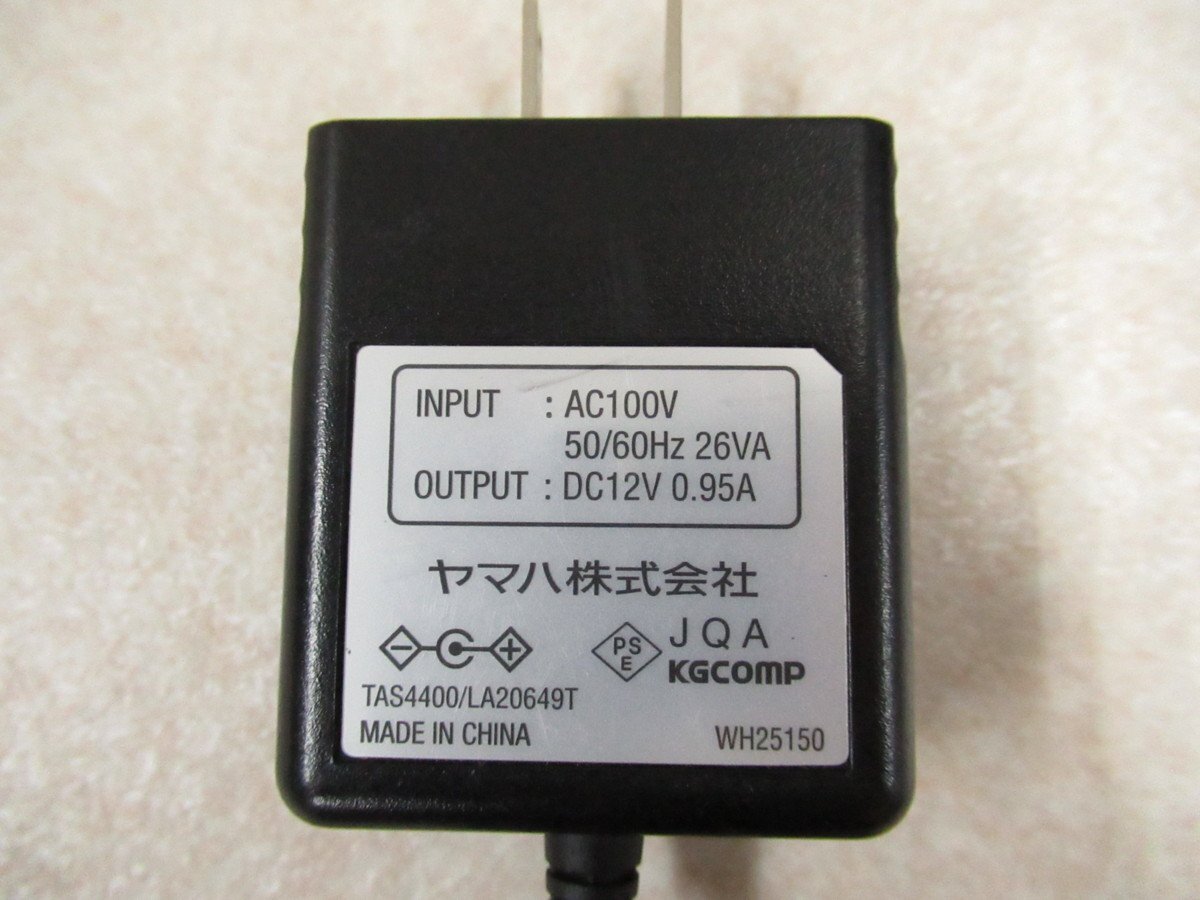 INPUT : AC100V
50/60Hz 26VA
OUTPUT : DC12V 0.95A
ヤマハ株式会社
PS
E
JQA
KGCOMP
TAS4400/LA20649T
MADE IN CHINA
WH25150